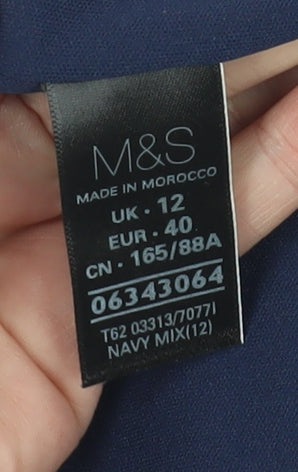 M&S
MADE IN MOROCCO
UK · 12
EUR · 40
CN · 165/88A
06343064
T62 03313/7077I
NAVY MIX(12)